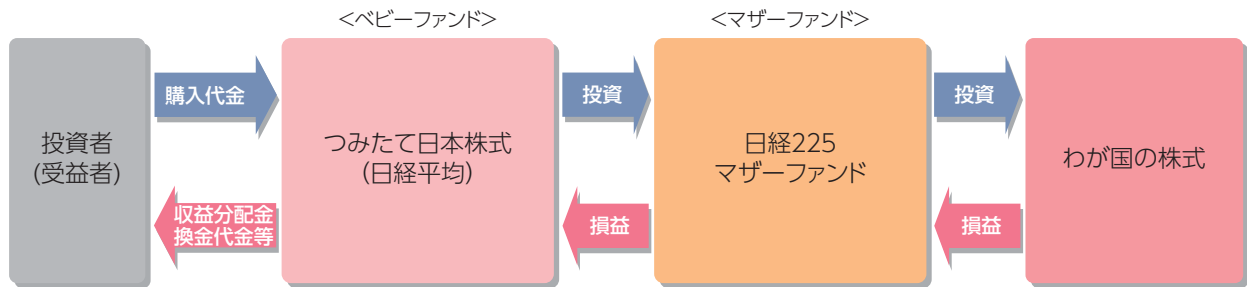 <ベビーファンド>
<マザーファンド>
投資者
(受益者)
購入代金
収益分配金
換金代金等
つみたて日本株式
(日経平均)
投資
損益
日経225
マザーファンド
投資
損益
わが国の株式